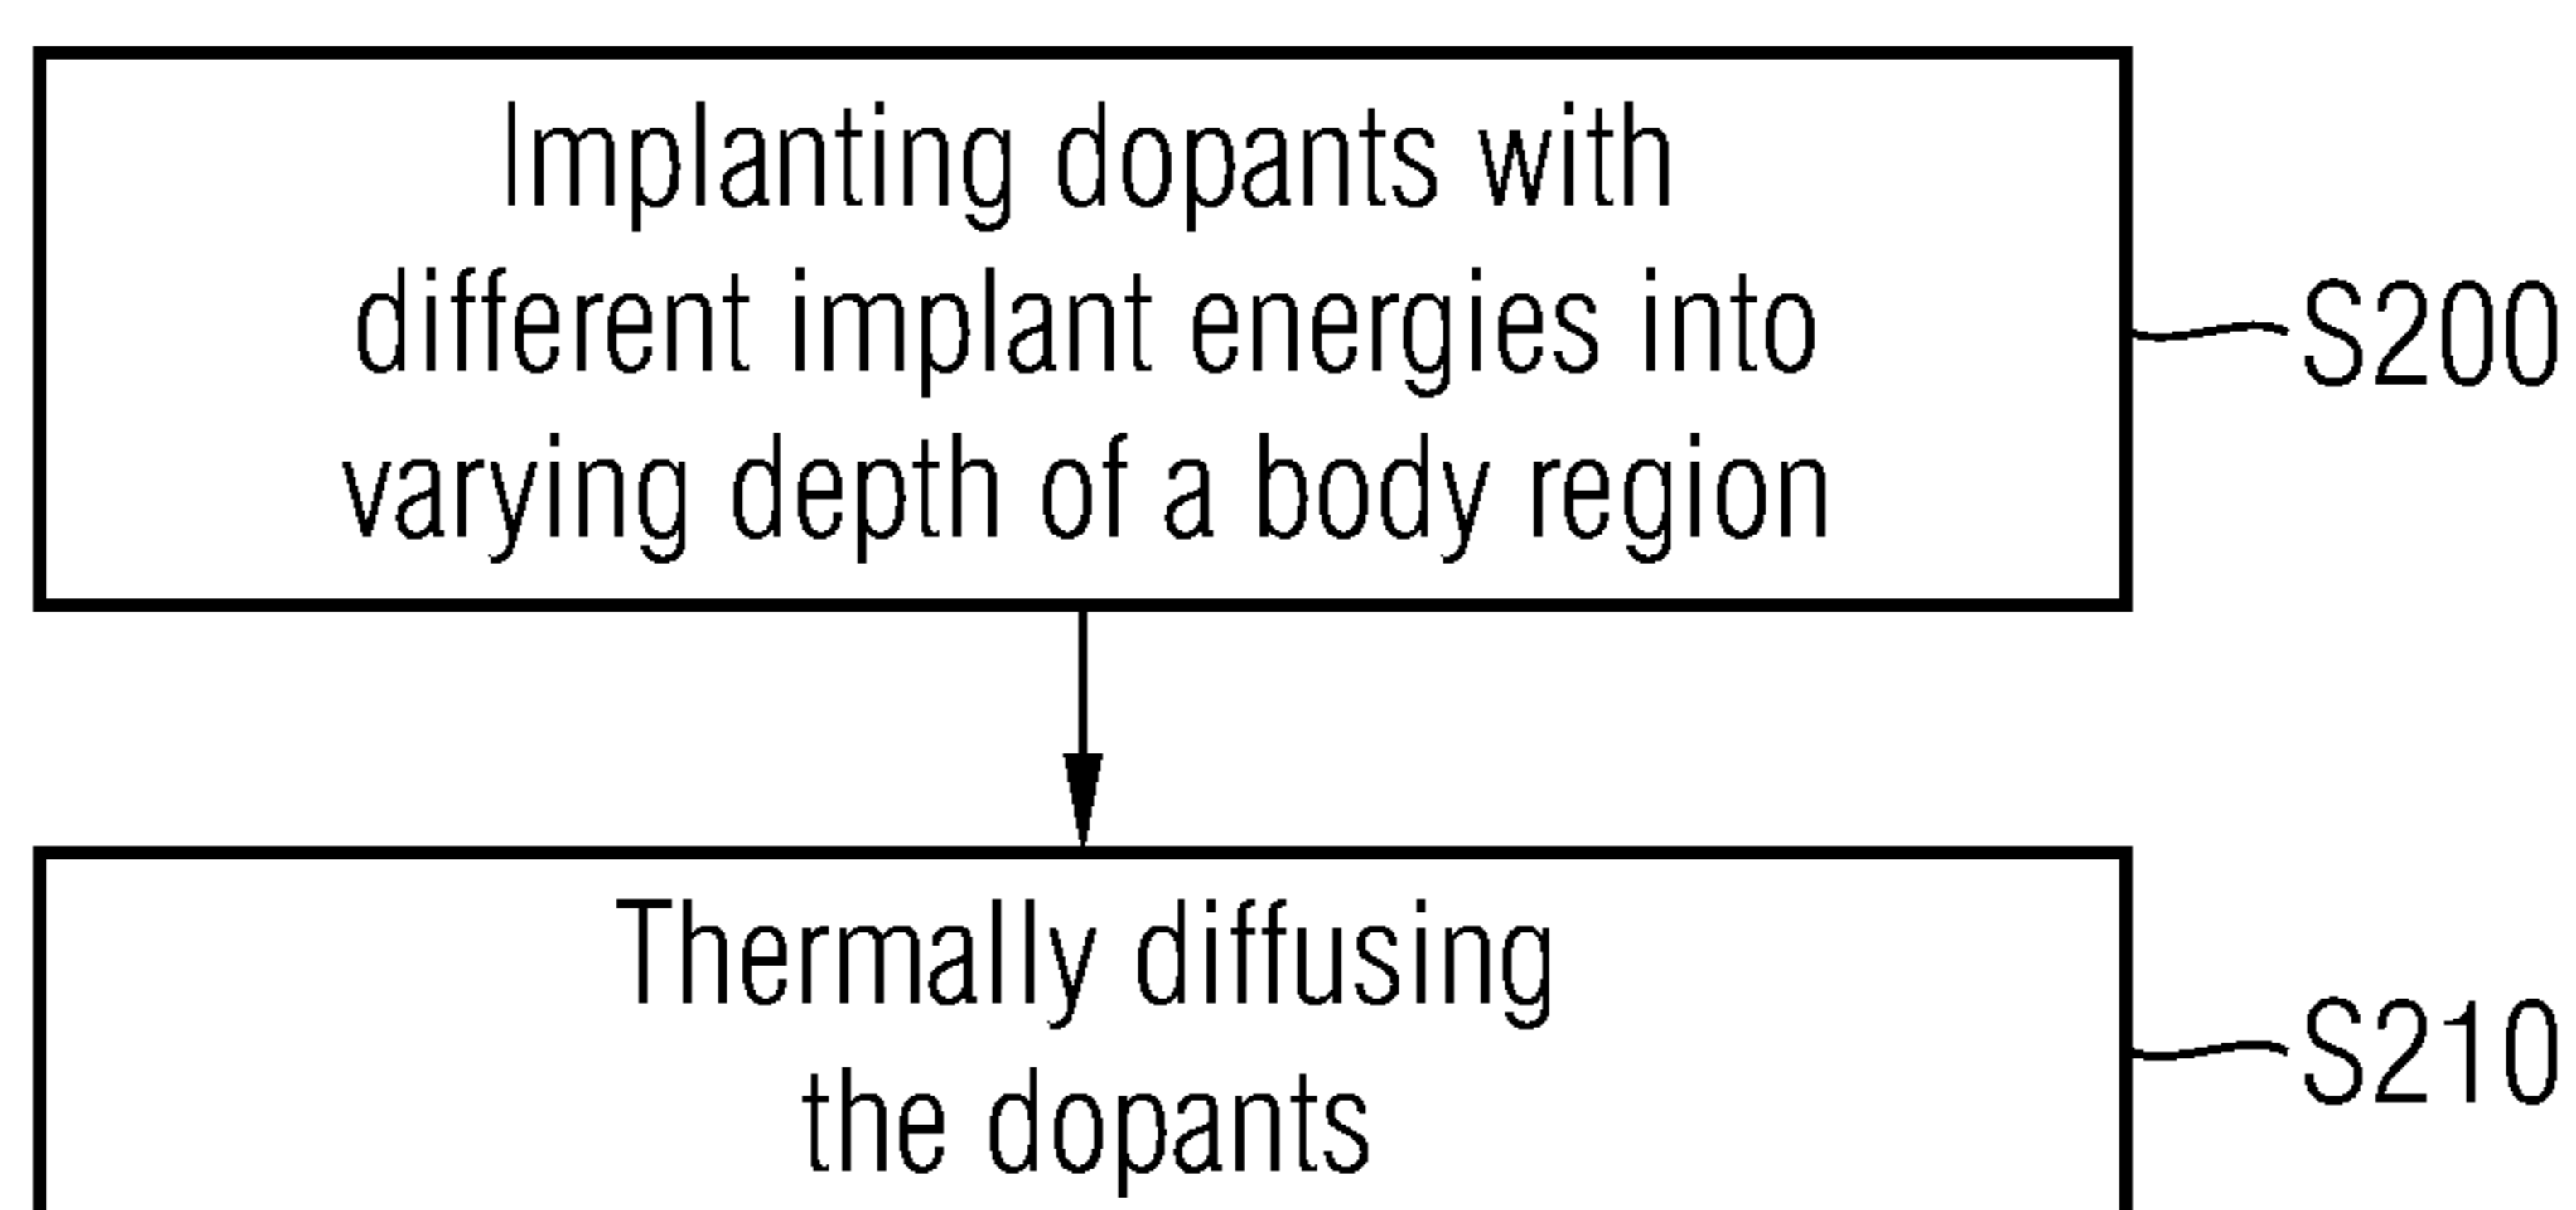 Implanting dopants with
different implant energies into
varying depth of a body region
S200
Thermally diffusing
the dopants
S210